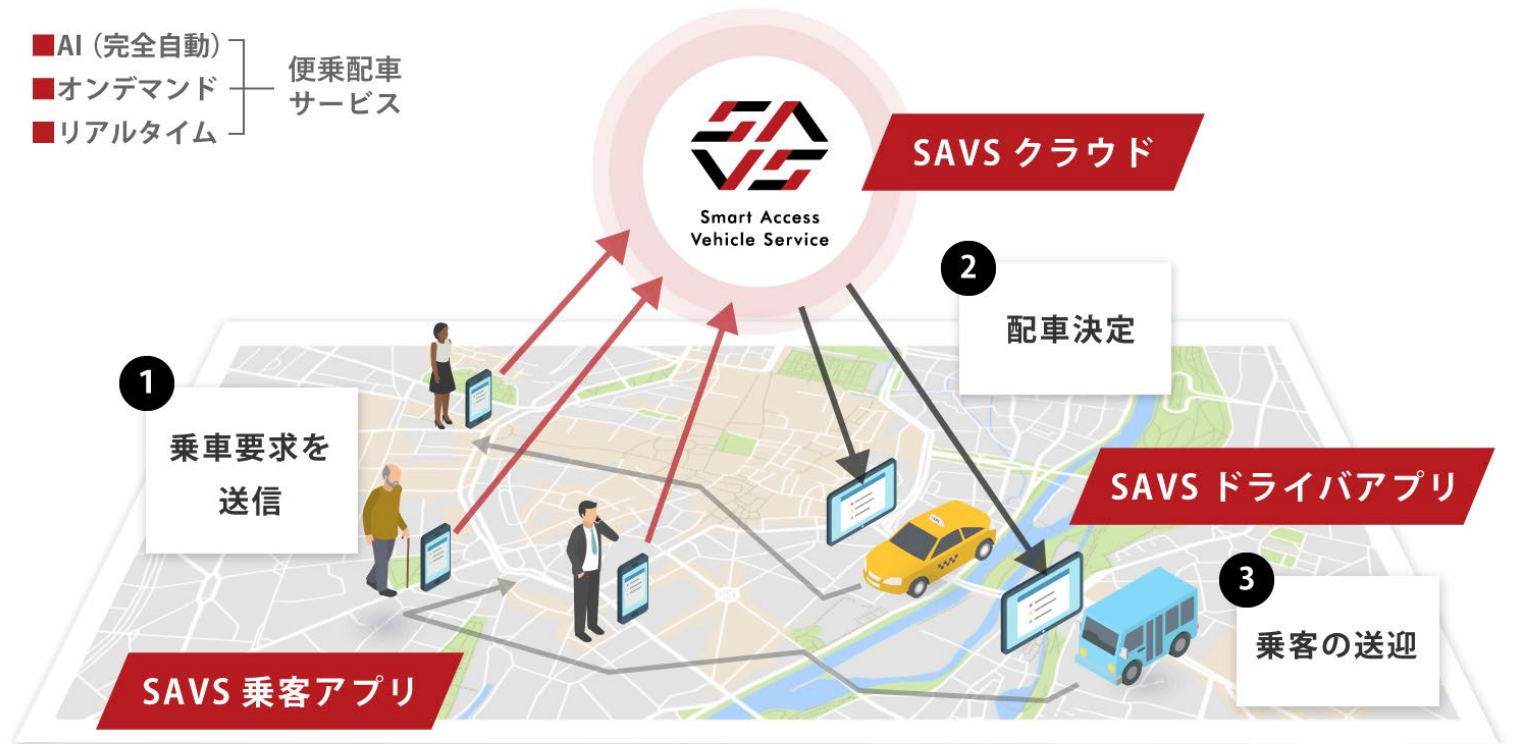 ■AI（完全自動）
■オンデマンド
■リアルタイム
便乗配車
サービス
SAVS
Smart Access
Vehicle Service
SAVS クラウド
2
配車決定
1
乗車要求を
送信
SAVS ドライバアプリ
3
乗客の送迎
SAVS 乗客アプリ